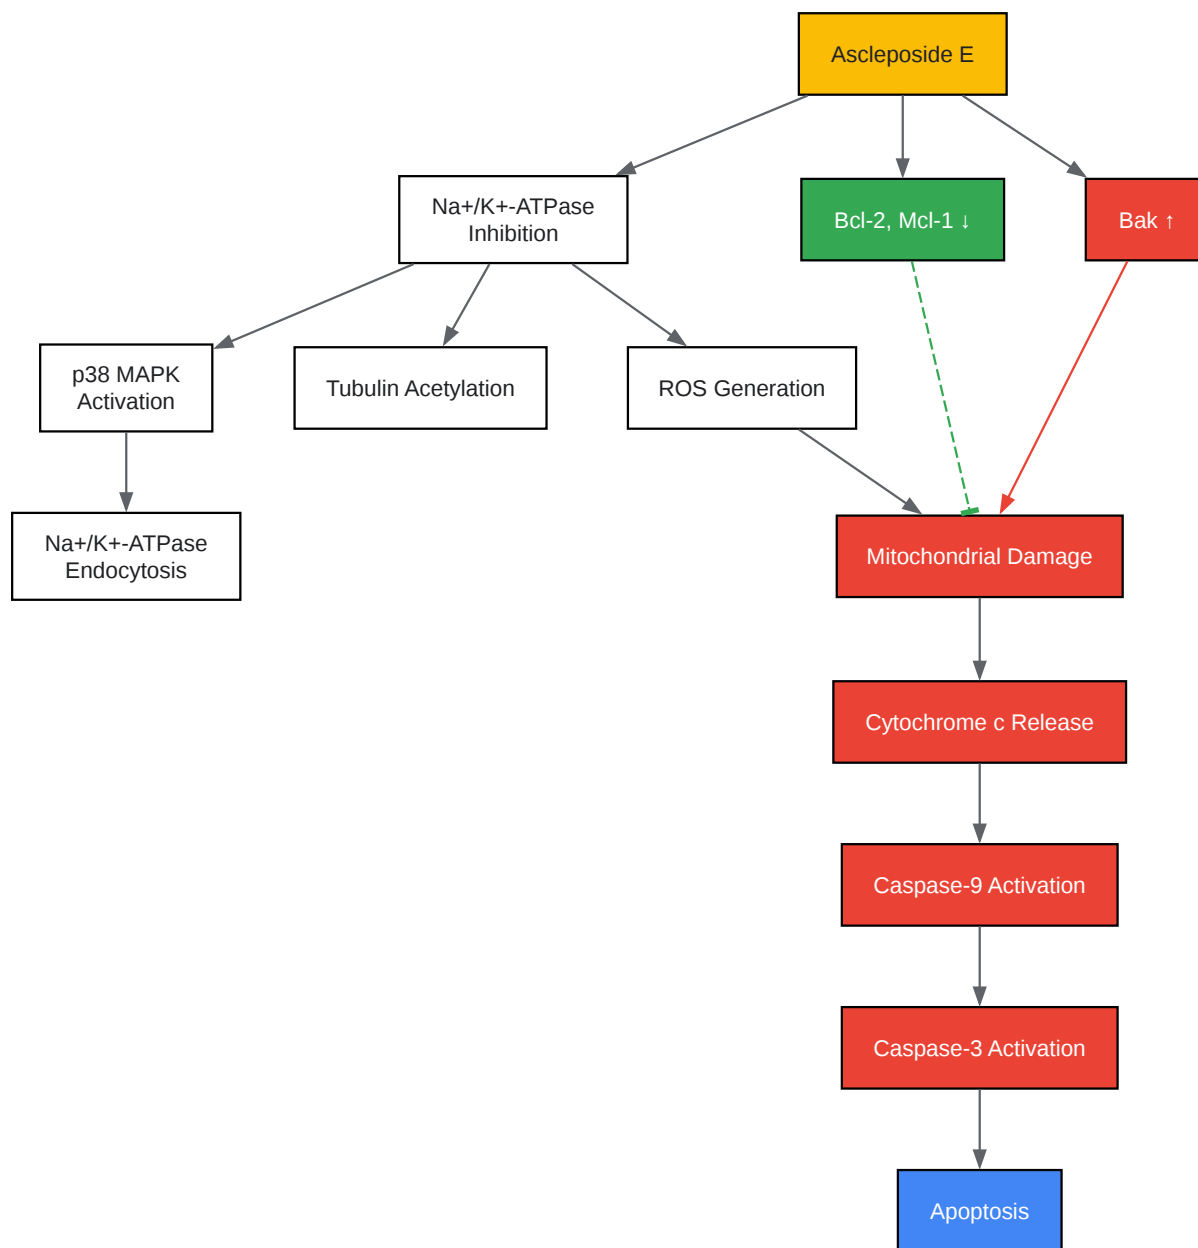 Ascleposide E
Na+/K+-ATPase
Inhibition
Bcl-2, Mcl-1 ↓
Bak ↑
p38 MAPK
Activation
Tubulin Acetylation
ROS Generation
Na+/K+-ATPase
Endocytosis
Mitochondrial Damage
Cytochrome c Release
Caspase-9 Activation
Caspase-3 Activation
Apoptosis